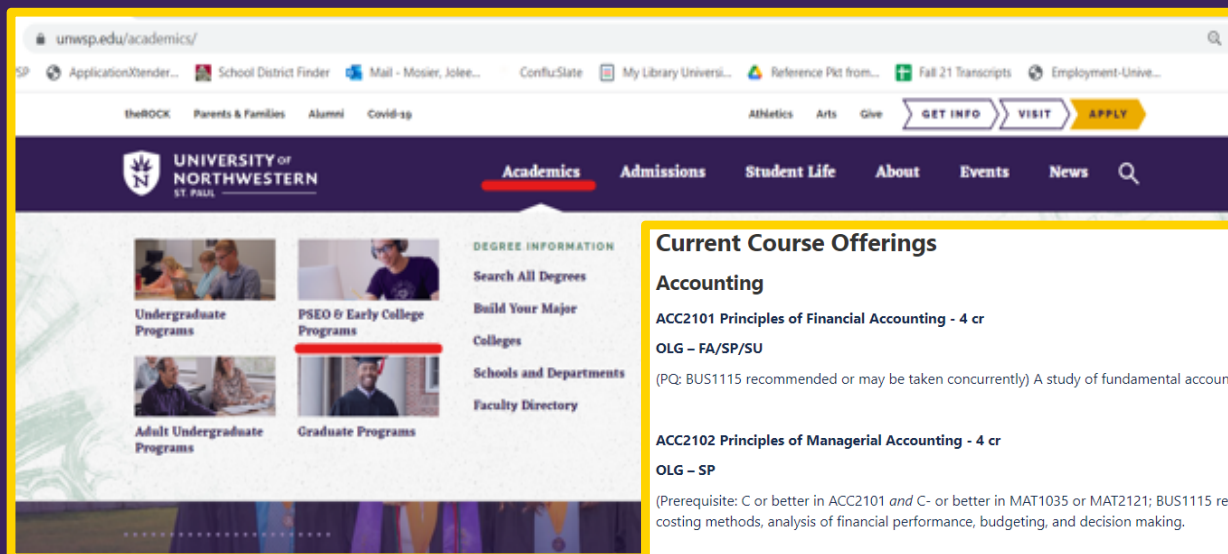 unwsp.edu/academics/
SP ApplicationXtender... School District Finder Mail - Mosier, Jolee... Conflu:Slate My Library Universi... Reference Pkt from... Fall 21 Transcripts Employment-Unive...
theROCK Parents & Families Alumni Covid-19 Athletics Arts Give GET INFO VISIT APPLY
UNIVERSITY OF
NORTHWESTERN
ST. PAUL
Academics Admissions Student Life About Events News
DEGREE INFORMATION
Search All Degrees
Build Your Major
Colleges
Schools and Departments
Faculty Directory
Undergraduate
Programs
PSEO & Early College
Programs
Adult Undergraduate
Programs
Graduate Programs
Current Course Offerings
Accounting
ACC2101 Principles of Financial Accounting - 4 cr
OLG – FA/SP/SU
(PQ: BUS1115 recommended or may be taken concurrently) A study of fundamental accoun
ACC2102 Principles of Managerial Accounting - 4 cr
OLG – SP
(Prerequisite: C or better in ACC2101 and C- or better in MAT1035 or MAT2121; BUS1115 re
costing methods, analysis of financial performance, budgeting, and decision making.